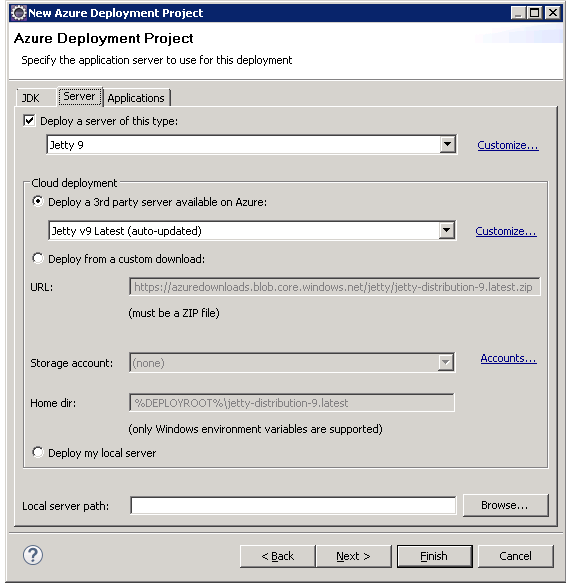 New Azure Deployment Project
Azure Deployment Project
Specify the application server to use for this deployment
JDK Server Applications
Deploy a server of this type:
Jetty 9 Customize...
Cloud deployment
Deploy a 3rd party server available on Azure:
Jetty v9 Latest (auto-updated) Customize...
Deploy from a custom download:
URL: https://azuredownloads.blob.core.windows.net/jetty/jetty-distribution-9.latest.zip
(must be a ZIP file)
Storage account: (none) Accounts...
Home dir: %DEPLOYROOT%\jetty-distribution-9.latest
(only Windows environment variables are supported)
Deploy my local server
Local server path: Browse...
? < Back Next > Finish Cancel